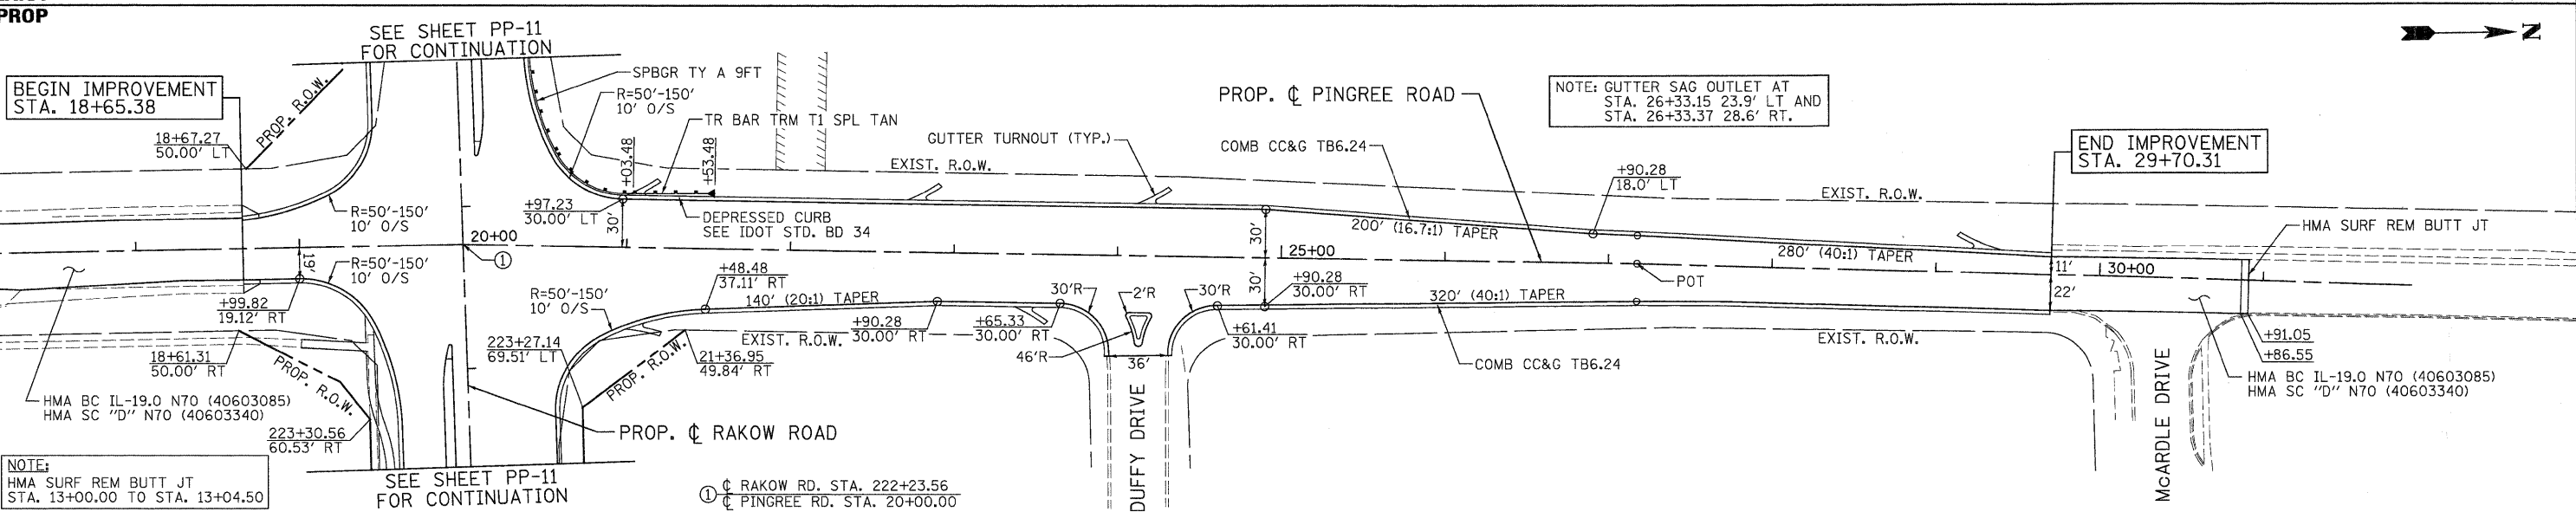 PROP
SEE SHEET PP-11
FOR CONTINUATION
BEGIN IMPROVEMENT
STA. 18+65.38
18+67.27
50.00' LT
PROP. R.O.W.
SPBGR TY A 9FT
R=50'-150'
10' O/S
TR BAR TRM T1 SPL TAN
+03.48
+53.48
GUTTER TURNOUT (TYP.)
EXIST. R.O.W.
PROP. ℄ PINGREE ROAD
COMB CC&G TB6.24
NOTE: GUTTER SAG OUTLET AT
STA. 26+33.15 23.9' LT AND
STA. 26+33.37 28.6' RT.
N
+90.28
18.0' LT
EXIST. R.O.W.
END IMPROVEMENT
STA. 29+70.31
HMA SURF REM BUTT JT
R=50'-150'
10' O/S
+97.23
30.00' LT
30'
DEPRESSED CURB
SEE IDOT STD. BD 34
20+00
1
30'
25+00
200' (16.7:1) TAPER
280' (40:1) TAPER
POT
11'
30+00
22'
19'
R=50'-150'
10' O/S
+99.82
19.12' RT
R=50'-150'
10' O/S
+48.48
37.11' RT
140' (20:1) TAPER
+90.28
30.00' RT
+65.33
30.00' RT
30'R
2'R
30'R
46'R
36'
30'
+90.28
30.00' RT
+61.41
30.00' RT
320' (40:1) TAPER
COMB CC&G TB6.24
EXIST. R.O.W.
+91.05
+86.55
18+61.31
50.00' RT
PROP. R.O.W.
223+27.14
69.51' LT
PROP. R.O.W.
EXIST. R.O.W.
21+36.95
49.84' RT
HMA BC IL-19.0 N70 (40603085)
HMA SC "D" N70 (40603340)
HMA BC IL-19.0 N70 (40603085)
HMA SC "D" N70 (40603340)
223+30.56
60.53' RT
PROP. ℄ RAKOW ROAD
DUFFY DRIVE
McARDLE DRIVE
NOTE:
HMA SURF REM BUTT JT
STA. 13+00.00 TO STA. 13+04.50
SEE SHEET PP-11
FOR CONTINUATION
1 ℄ RAKOW RD. STA. 222+23.56
℄ PINGREE RD. STA. 20+00.00